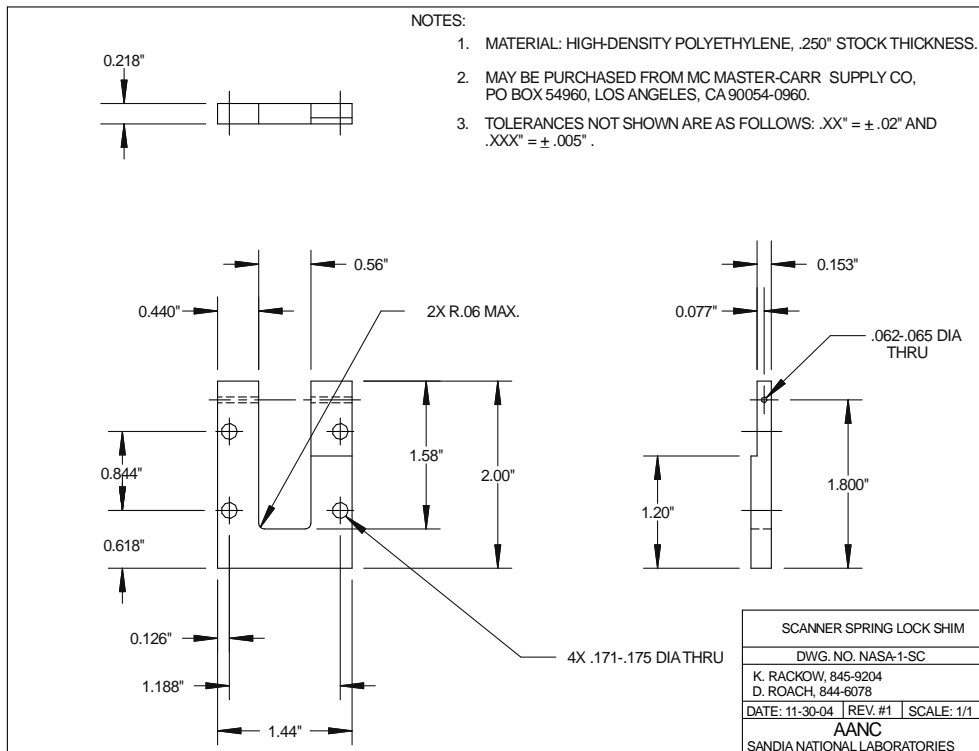 NOTES:
1. MATERIAL: HIGH-DENSITY POLYETHYLENE, .250" STOCK THICKNESS.
2. MAY BE PURCHASED FROM MC MASTER-CARR SUPPLY CO,
PO BOX 54960, LOS ANGELES, CA 90054-0960.
3. TOLERANCES NOT SHOWN ARE AS FOLLOWS: .XX" = ± .02" AND
.XXX" = ± .005" .
0.218"
0.56"
0.440"
2X R.06 MAX.
0.153"
0.077"
.062-.065 DIA
THRU
0.844"
1.58"
2.00"
1.800"
1.20"
0.618"
0.126"
4X .171-.175 DIA THRU
1.188"
1.44"
SCANNER SPRING LOCK SHIM
DWG. NO. NASA-1-SC
K. RACKOW, 845-9204
D. ROACH, 844-6078
DATE: 11-30-04 REV. #1 SCALE: 1/1
AANC
SANDIA NATIONAL LABORATORIES